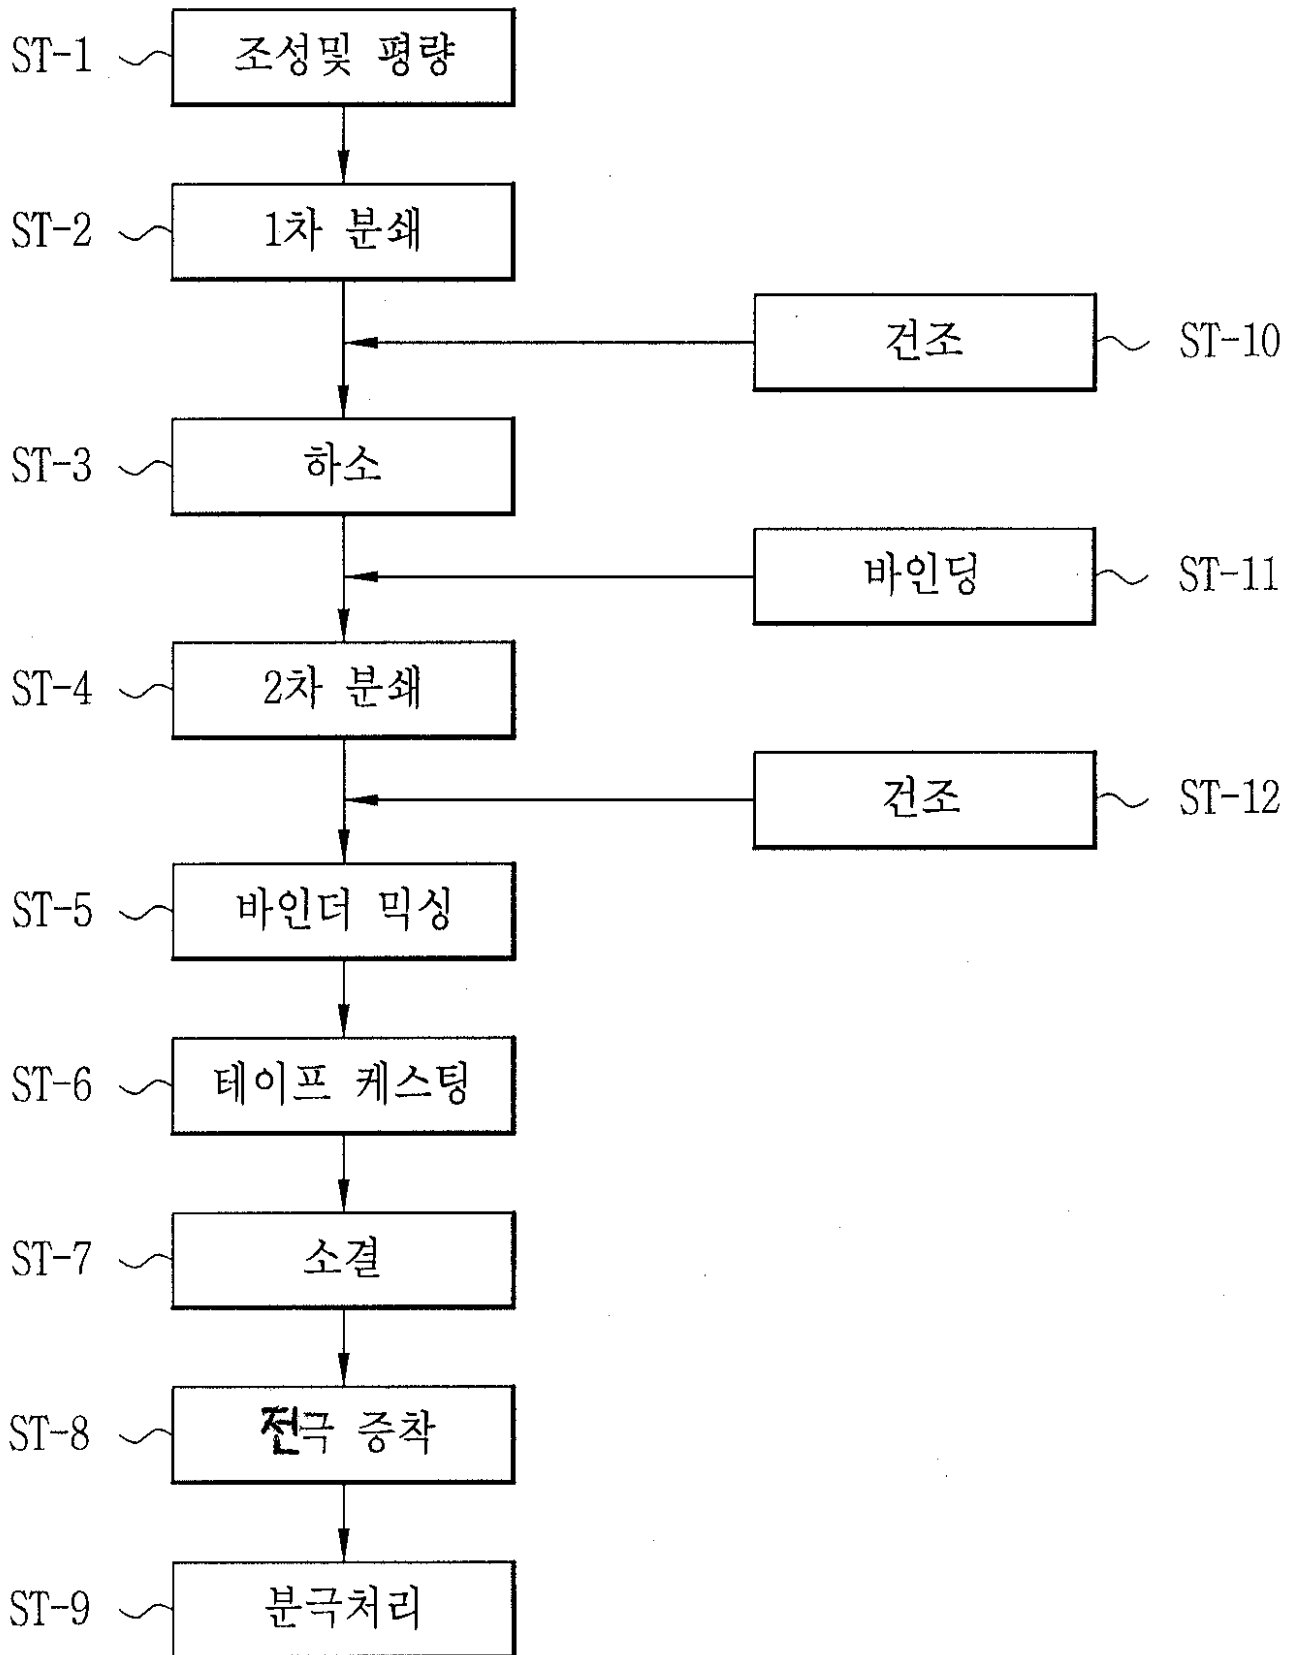 ST-1 조성및 평량
ST-2 1차 분쇄
건조 ST-10
ST-3 하소
바인딩 ST-11
ST-4 2차 분쇄
건조 ST-12
ST-5 바인더 믹싱
ST-6 테이프 케스팅
ST-7 소결
ST-8 전극 증착
ST-9 분극처리